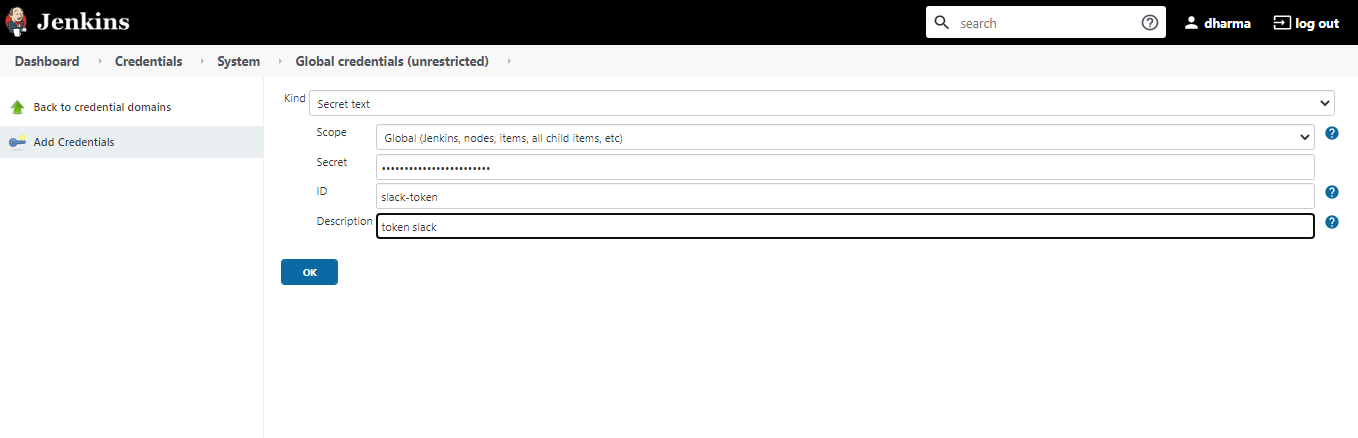 Jenkins
search
dharma
log out
Dashboard
Credentials
System
Global credentials (unrestricted)
Back to credential domains
Add Credentials
Kind
Secret text
Scope
Global (Jenkins, nodes, items, all child items, etc)
Secret
••••••••••••••••••••••••
ID
slack-token
Description
token slack
OK